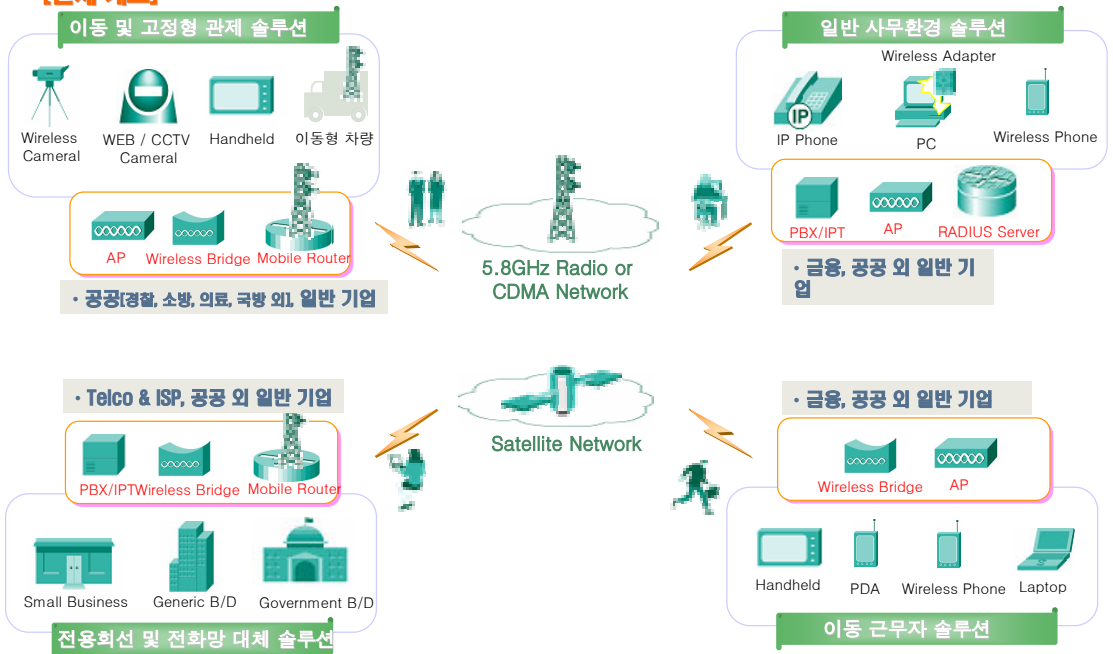 이동 및 고정형 관제 솔루션
Wireless
Cameral
WEB / CCTV
Cameral
Handheld
이동형 차량
AP
Wireless Bridge
Mobile Router
• 공공[경찰, 소방, 의료, 국방 외], 일반 기업
5.8GHz Radio or
CDMA Network
일반 사무환경 솔루션
Wireless Adapter
IP
IP Phone
PC
Wireless Phone
PBX/IPT
AP
RADIUS Server
• 금융, 공공 외 일반 기
업
• Telco & ISP, 공공 외 일반 기업
PBX/IPT
Wireless Bridge
Mobile Router
Small Business
Generic B/D
Government B/D
전용회선 및 전화망 대체 솔루션
Satellite Network
• 금융, 공공 외 일반 기업
Wireless Bridge
AP
Handheld
PDA
Wireless Phone
Laptop
이동 근무자 솔루션